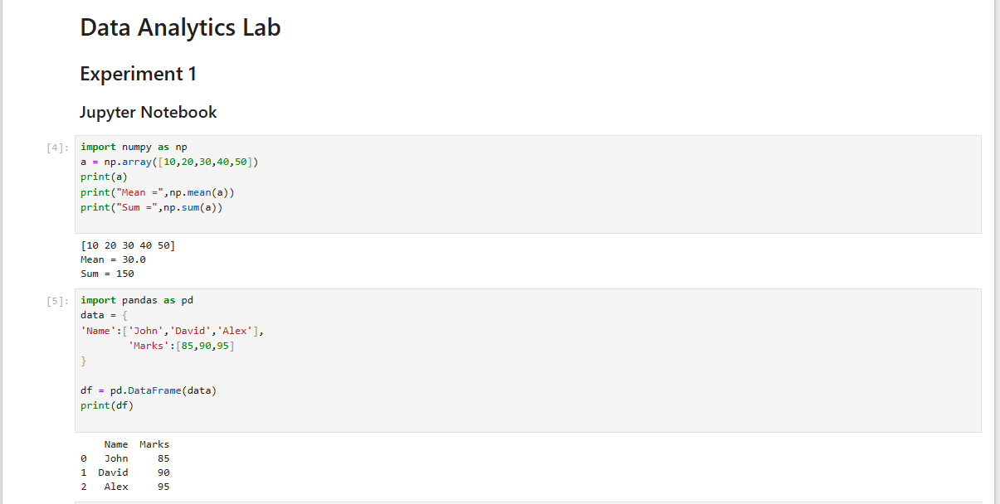 Data Analytics Lab
Experiment 1
Jupyter Notebook
[4]:
import numpy as np
a = np.array([10,20,30,40,50])
print(a)
print("Mean =",np.mean(a))
print("Sum =",np.sum(a))
[10 20 30 40 50]
Mean = 30.0
Sum = 150
[5]:
import pandas as pd
data = {
'Name':['John','David','Alex'],
        'Marks':[85,90,95]
}
df = pd.DataFrame(data)
print(df)
    Name  Marks
0   John     85
1  David     90
2   Alex     95